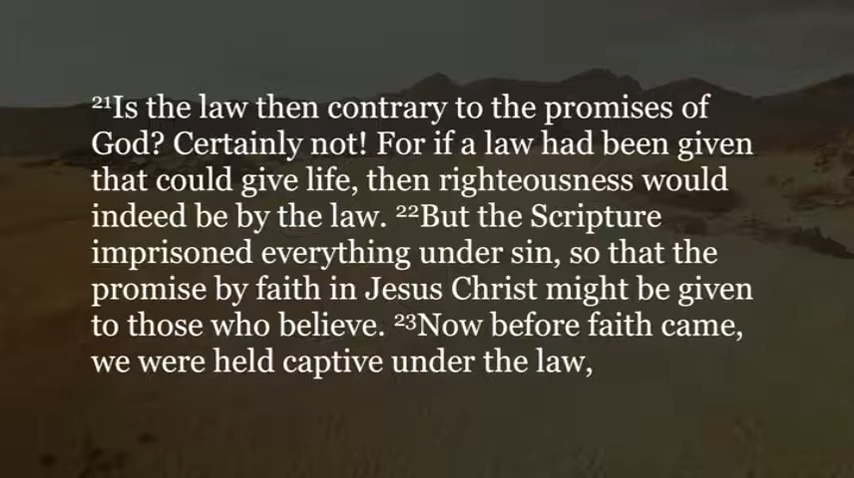 ²¹Is the law then contrary to the promises of
God? Certainly not! For if a law had been given
that could give life, then righteousness would
indeed be by the law. ²²But the Scripture
imprisoned everything under sin, so that the
promise by faith in Jesus Christ might be given
to those who believe. ²³Now before faith came,
we were held captive under the law,